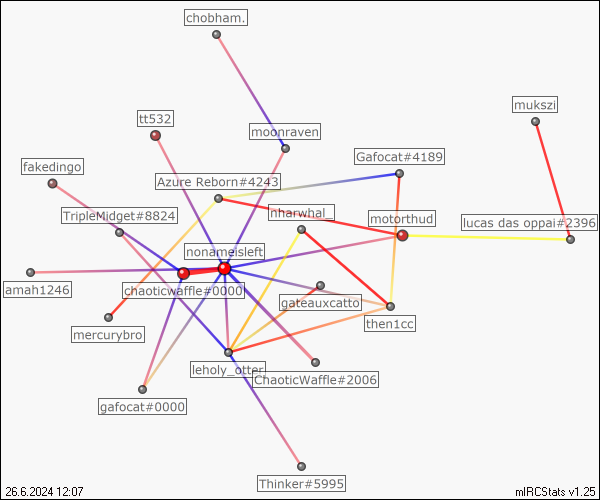 chobham.
mukszi
tt532
moonraven
fakedingo
Gafocat#4189
Azure Reborn#4243
TripleMidget#8824
nharwhal_
motorthud
lucas das oppai#2396
nonameisleft
amah1246
chaoticwaffle#0000
gateauxcatto
mercurybro
then1cc
leholy_otter
ChaoticWaffle#2006
gafocat#0000
Thinker#5995
26.6.2024 12:07
mIRCStats v1.25